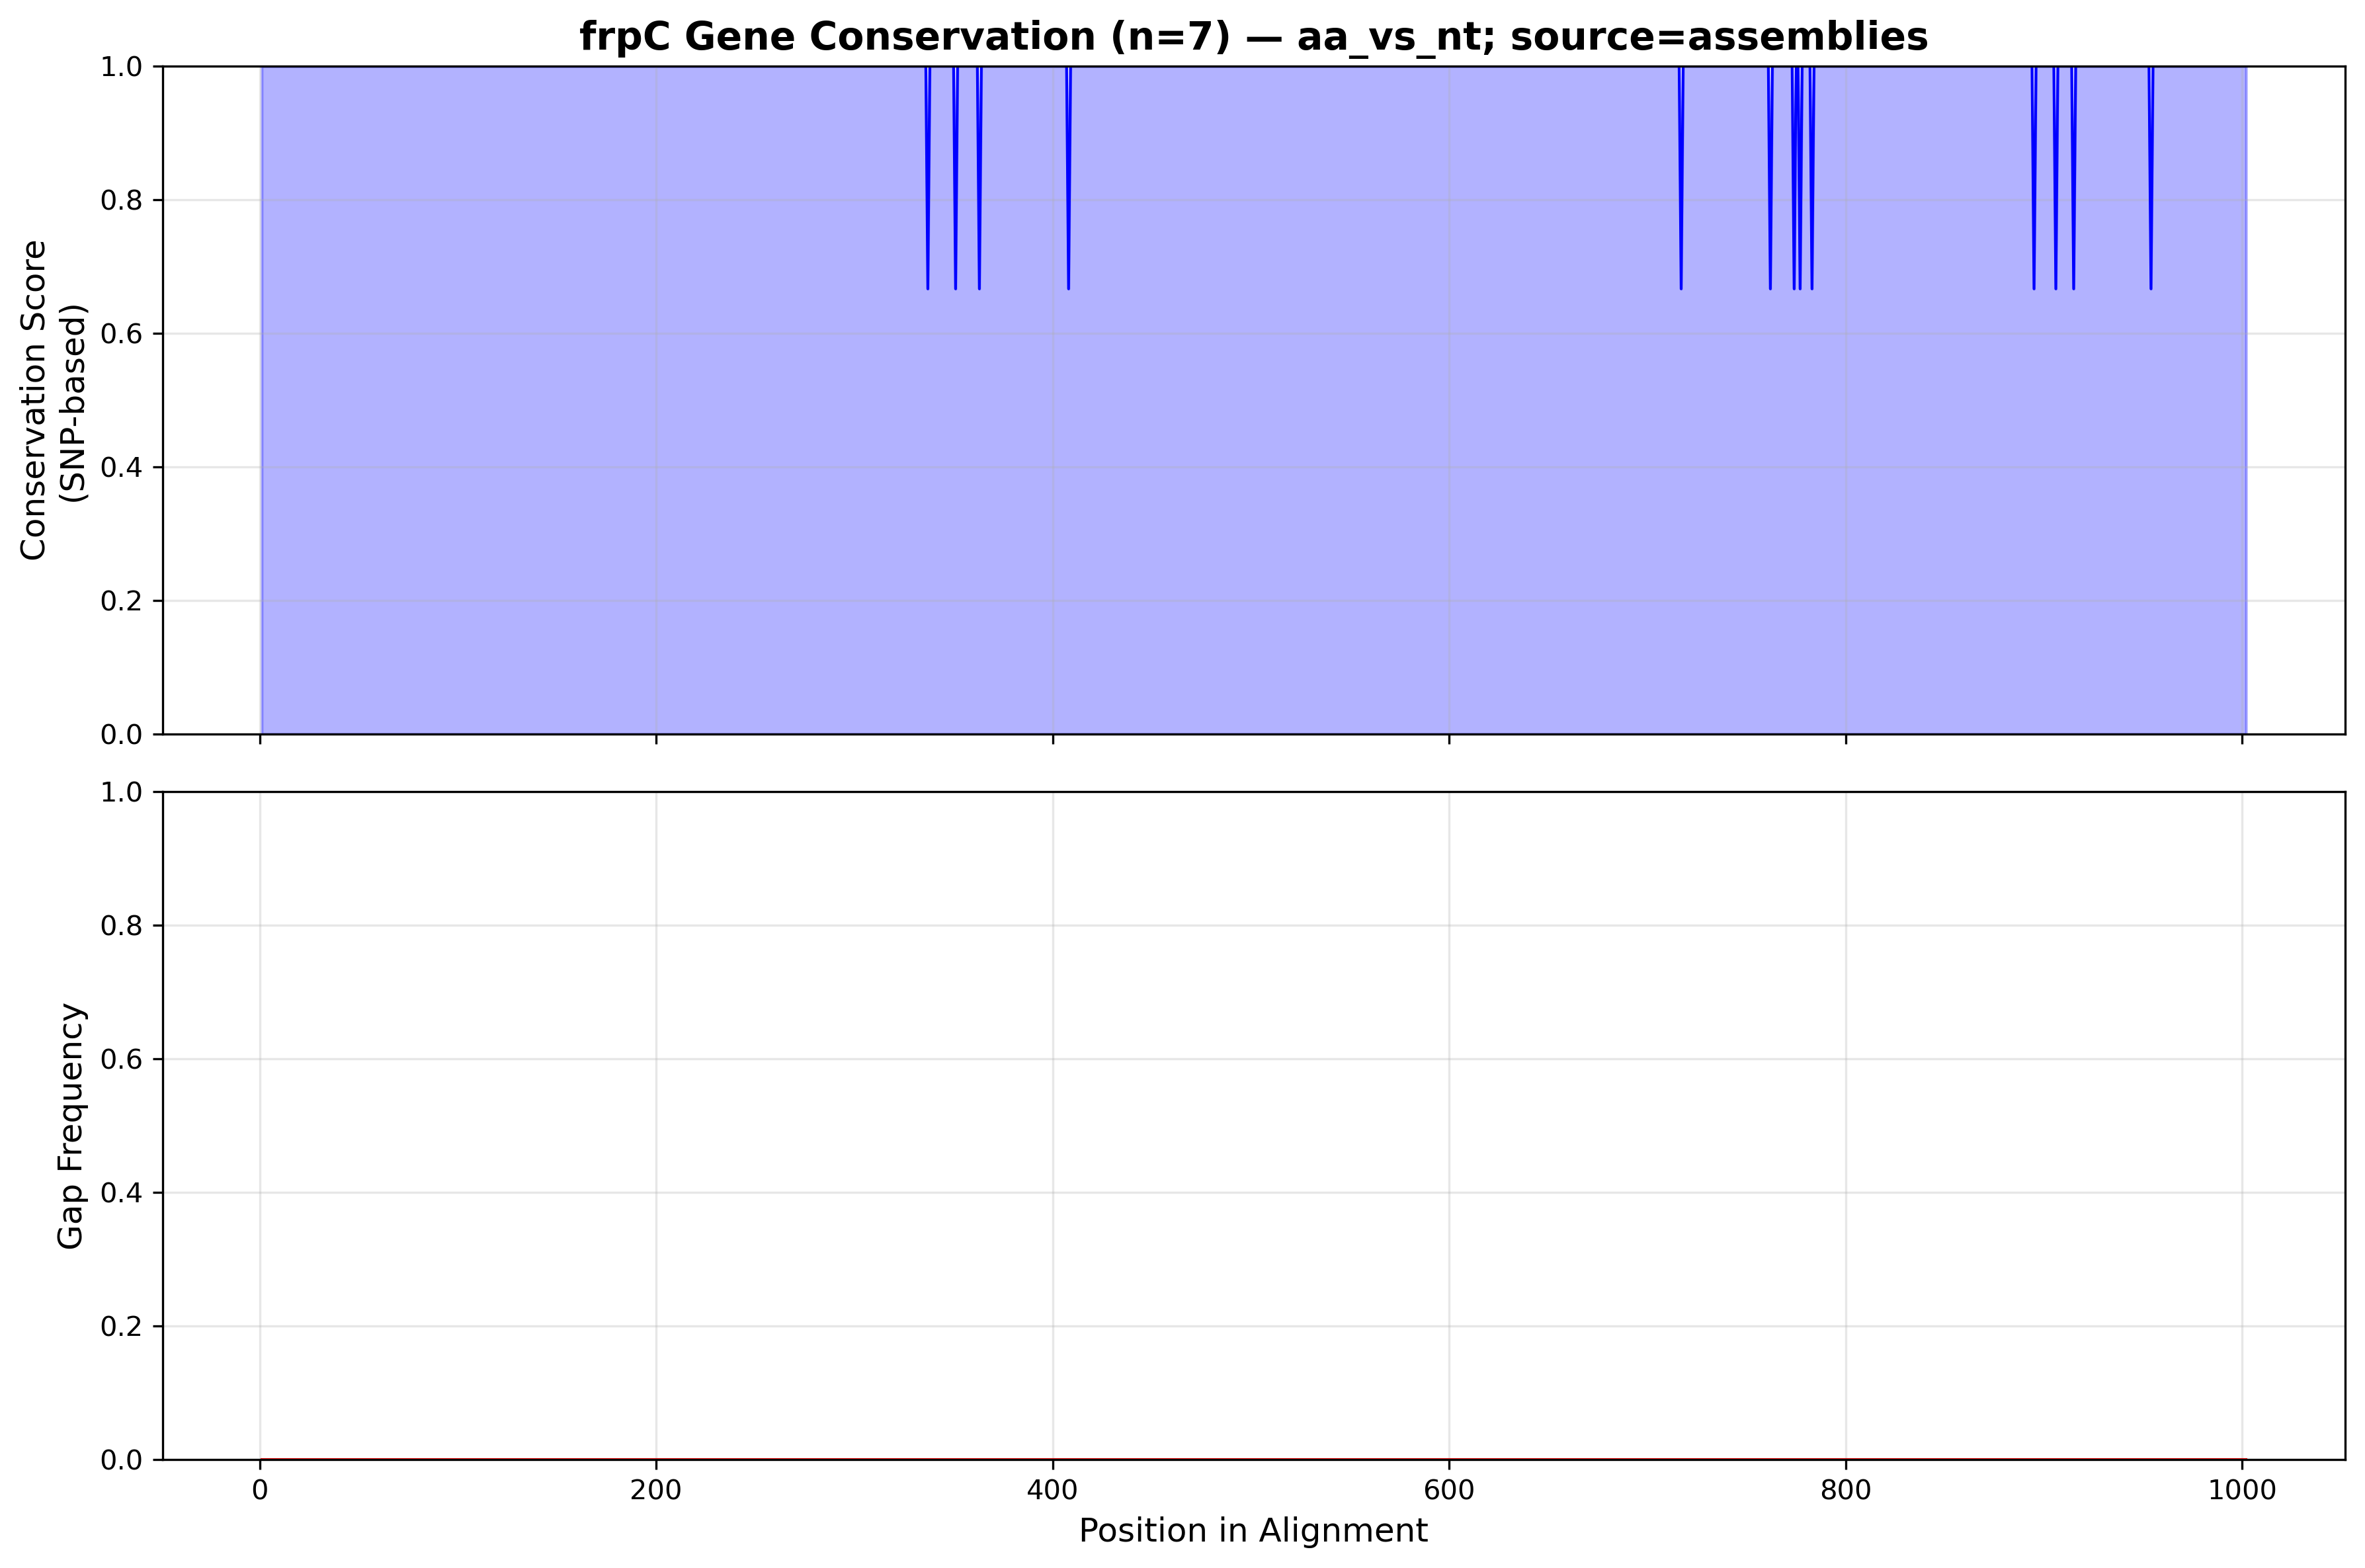 frpC Gene Conservation (n=7) — aa_vs_nt; source=assemblies
1.0
0.8
0.6
0.4
0.2
0.0
Conservation Score
(SNP-based)
1.0
0.8
0.6
0.4
0.2
0.0
Gap Frequency
0 200 400 600 800 1000
Position in Alignment